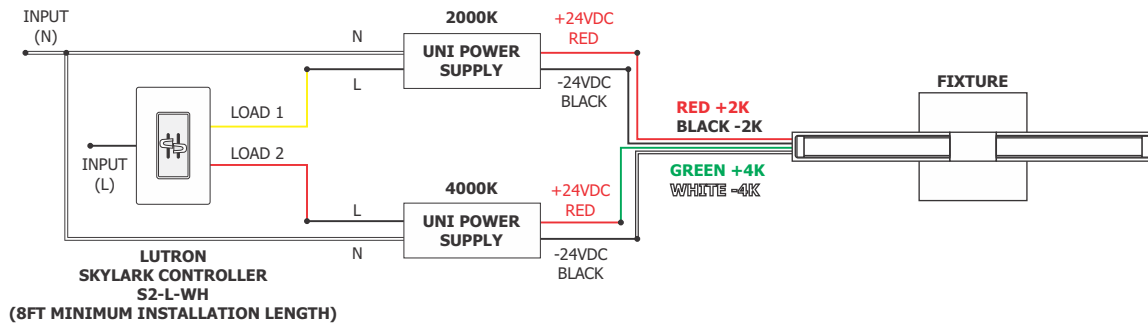 INPUT
(N)
N
2000K
UNI POWER
SUPPLY
+24VDC
RED
L
-24VDC
BLACK
LOAD 1
LOAD 2
INPUT
(L)
RED +2K
BLACK -2K
GREEN +4K
WHITE -4K
FIXTURE
L
4000K
UNI POWER
SUPPLY
+24VDC
RED
N
-24VDC
BLACK
LUTRON
SKYLARK CONTROLLER
S2-L-WH
(8FT MINIMUM INSTALLATION LENGTH)